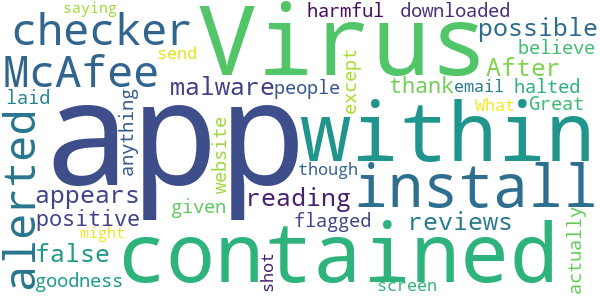 saying
harmful downloaded
checker Virus possible
send believe
McAfee except After
malware people thank email halted
laid What Great
app within
alerted anything website though install
appears reading
positive given flagged reviews
false might contained actually
goodness shot screen